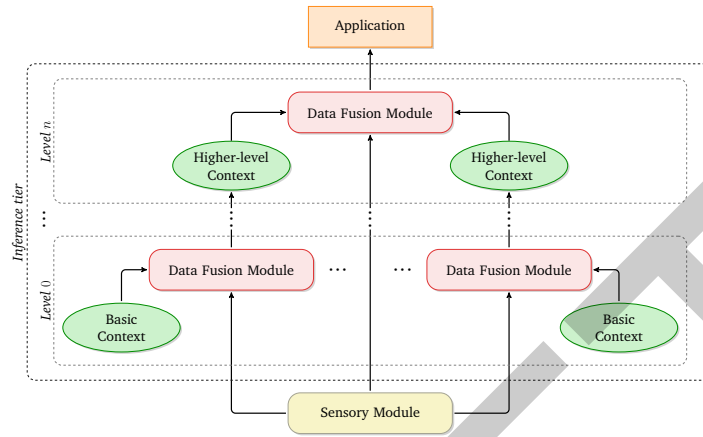 Application
Inference tier
Level n
Data Fusion Module
Higher-level
Context
Higher-level
Context
...
...
...
...
Level 0
Data Fusion Module
...
...
Data Fusion Module
Basic
Context
Basic
Context
Sensory Module